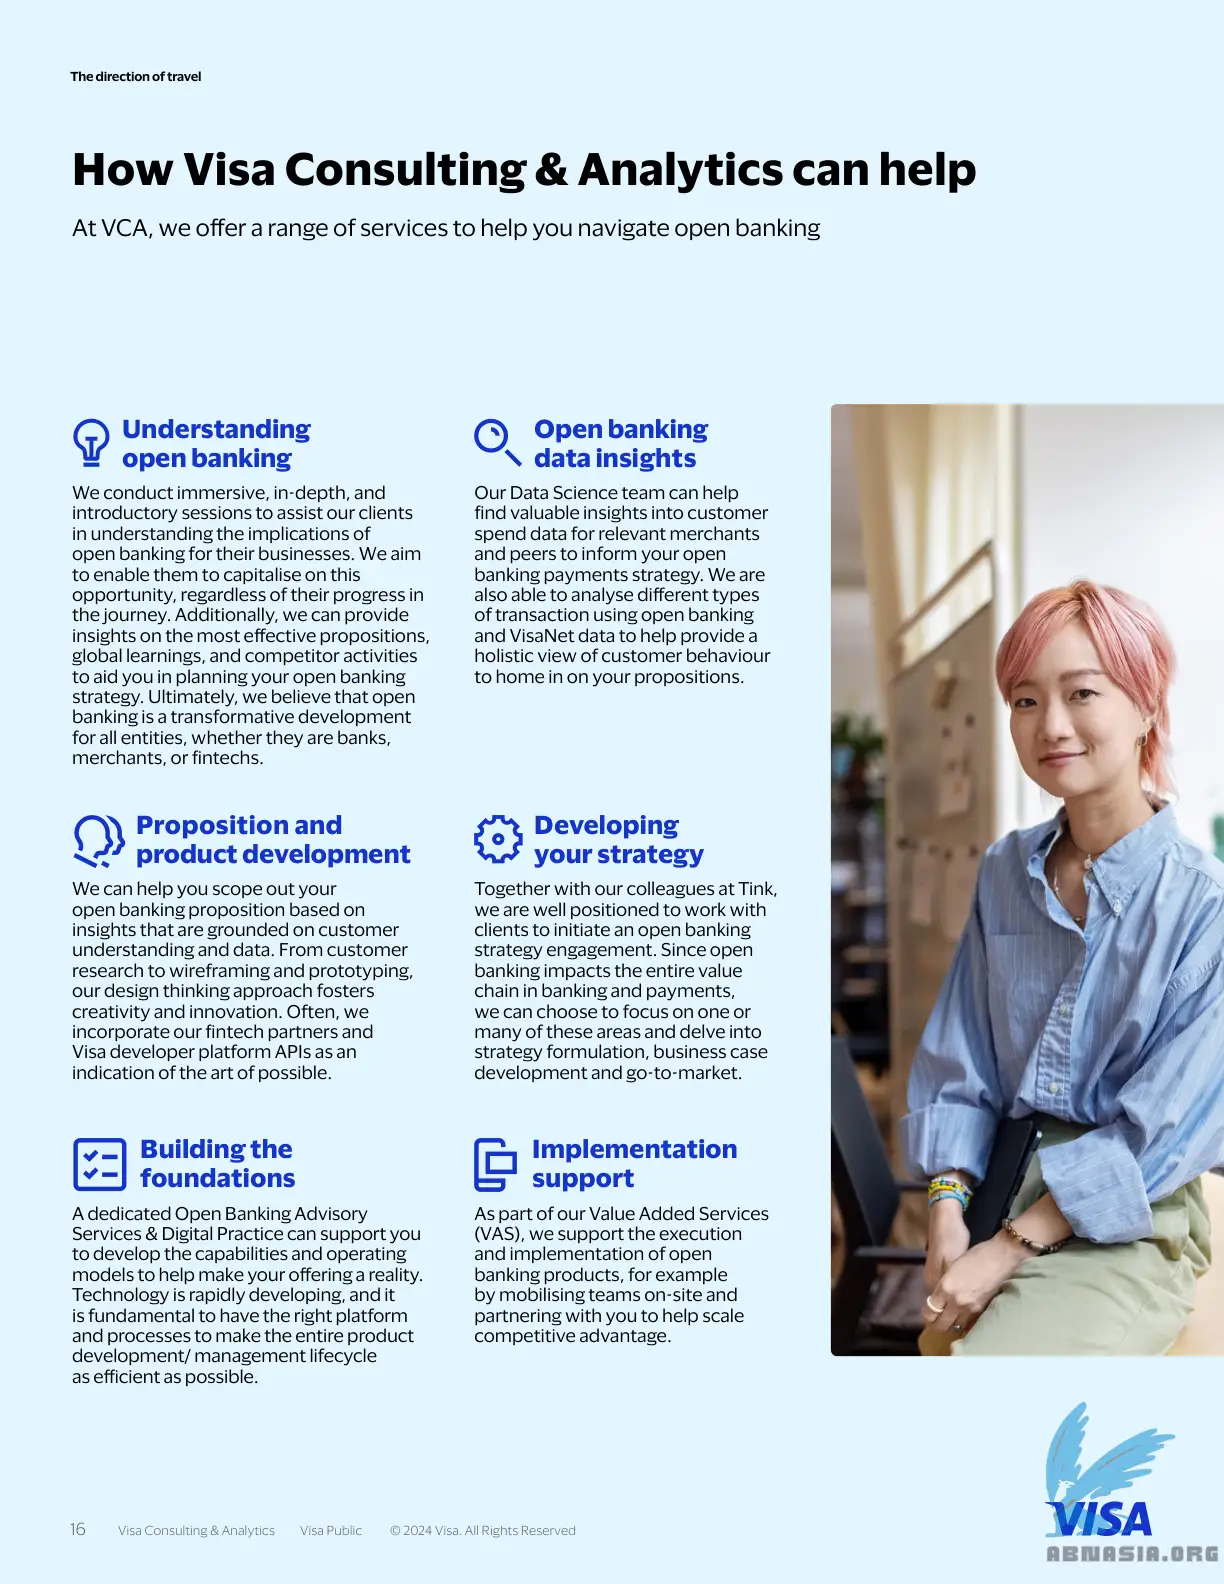 The direction of travel
How Visa Consulting & Analytics can help
At VCA, we offer a range of services to help you navigate open banking
Understanding
open banking
We conduct immersive, in-depth, and
introductory sessions to assist our clients
in understanding the implications of
open banking for their businesses. We aim
to enable them to capitalise on this
opportunity, regardless of their progress in
the journey. Additionally, we can provide
insights on the most effective propositions,
global learnings, and competitor activities
to aid you in planning your open banking
strategy. Ultimately, we believe that open
banking is a transformative development
for all entities, whether they are banks,
merchants, or fintechs.
Open banking
data insights
Our Data Science team can help
find valuable insights into customer
spend data for relevant merchants
and peers to inform your open
banking payments strategy. We are
also able to analyse different types
of transaction using open banking
and VisaNet data to help provide a
holistic view of customer behaviour
to home in on your propositions.
Proposition and
product development
We can help you scope out your
open banking proposition based on
insights that are grounded on customer
understanding and data. From customer
research to wireframing and prototyping,
our design thinking approach fosters
creativity and innovation. Often, we
incorporate our fintech partners and
Visa developer platform APIs as an
indication of the art of possible.
Developing
your strategy
Together with our colleagues at Tink,
we are well positioned to work with
clients to initiate an open banking
strategy engagement. Since open
banking impacts the entire value
chain in banking and payments,
we can choose to focus on one or
many of these areas and delve into
strategy formulation, business case
development and go-to-market.
Building the
foundations
A dedicated Open Banking Advisory
Services & Digital Practice can support you
to develop the capabilities and operating
models to help make your offering a reality.
Technology is rapidly developing, and it
is fundamental to have the right platform
and processes to make the entire product
development/ management lifecycle
as efficient as possible.
Implementation
support
As part of our Value Added Services
(VAS), we support the execution
and implementation of open
banking products, for example
by mobilising teams on-site and
partnering with you to help scale
competitive advantage.
16 Visa Consulting & Analytics Visa Public © 2024 Visa. All Rights Reserved
VISA
ABNASIA.ORG